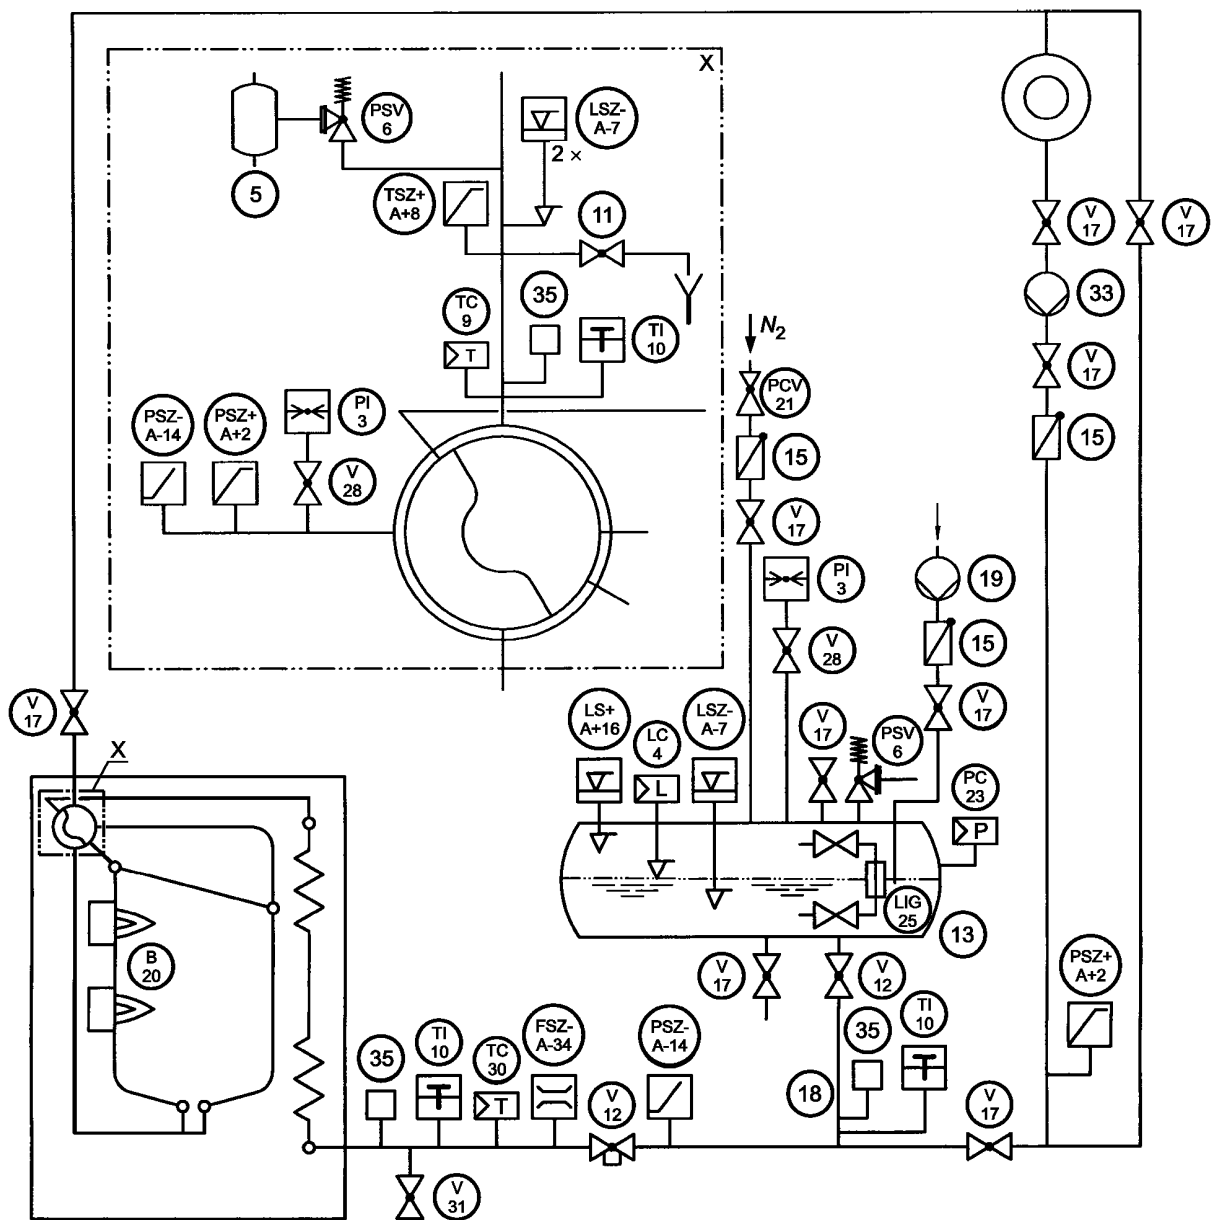 X
PSV
6
LSZ-
A-7
2 ×
5
TSZ+
A+8
11
V
17
V
17
TC
9
35
TI
10
33
N2
V
17
PCV
21
PSZ-
A-14
PSZ+
A+2
PI
3
15
15
V
28
V
17
PI
3
19
V
28
15
V
17
V
17
LS+
A+16
LC
4
LSZ-
A-7
V
17
PSV
6
X
PC
23
L
P
LIG
25
13
B
20
V
17
V
12
PSZ+
A+2
35
TI
10
TC
30
FSZ-
A-34
PSZ-
A-14
35
TI
10
T
T
T
T
T
V
12
18
V
17
V
31